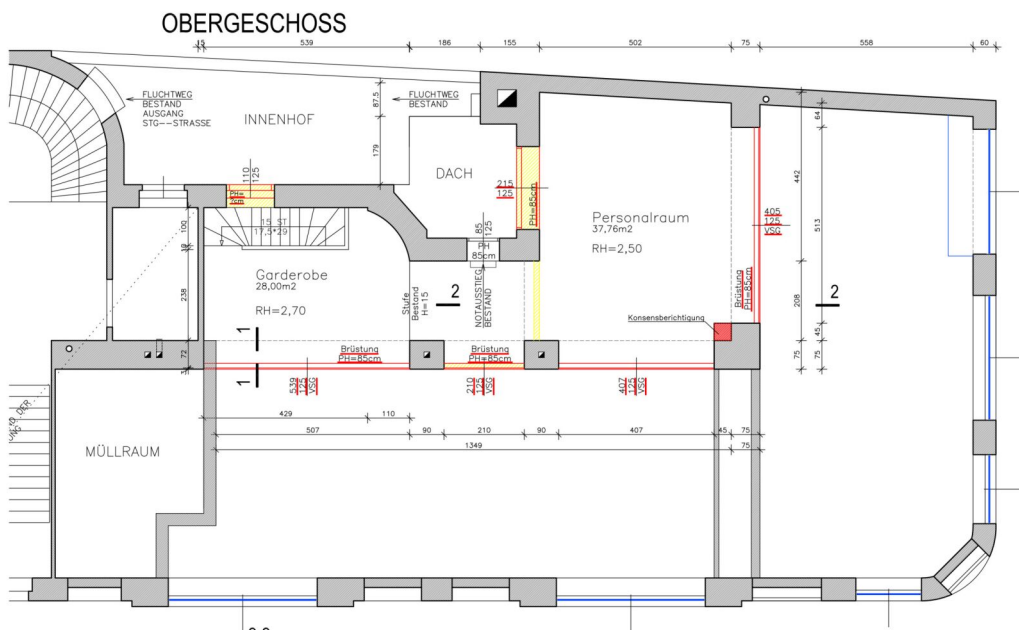 OBERGESCHOSS
15 539 186 155 502 75 558 60
FLUCHTWEG
BESTAND
AUSGANG
STG--STRASSE
INNENHOF
FLUCHTWEG
BESTAND
87.5
179
DACH
110
125
PH=
7cm
215
125
PH=85cm
85
125
PH
85cm
15 ST
17,5*29
Garderobe
28,00m2
RH=2,70
Stufe
Bestand
H=15
NOTAUSSTIEG
BESTAND
2
Personalraum
37,76m2
RH=2,50
405
125
VSG
Brüstung
PH=85cm
Konsensberichtigung
2
64
442
513
208
45
75
75
100
238
72
1
1
Brüstung
PH=85cm
Brüstung
PH=85cm
539
125
VSG
210
125
VSG
407
125
VSG
429 110
507 90 210 90 407 45 75
1349 75
MÜLLRAUM
DER